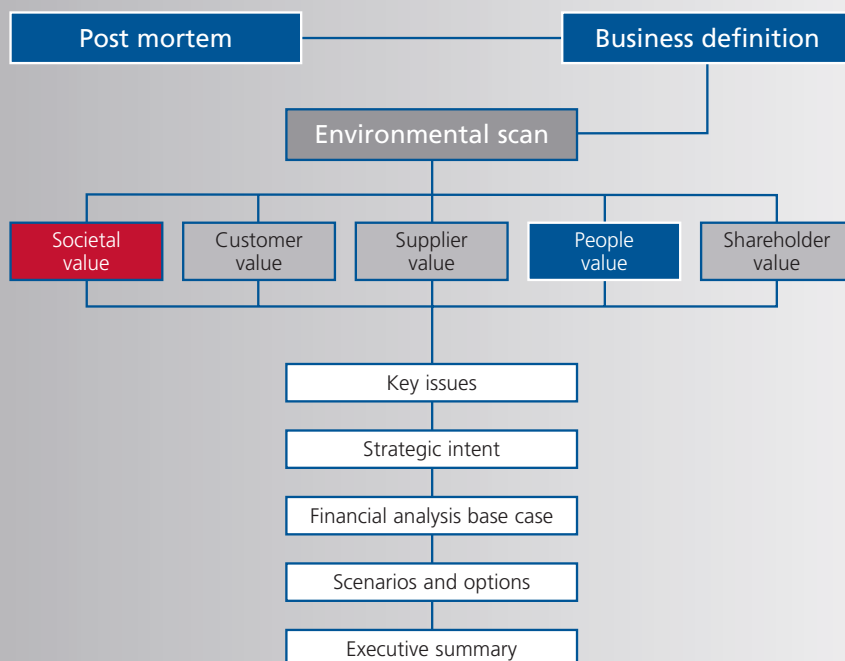 Post mortem
Business definition
Environmental scan
Societal
value
Customer
value
Supplier
value
People
value
Shareholder
value
Key issues
Strategic intent
Financial analysis base case
Scenarios and options
Executive summary